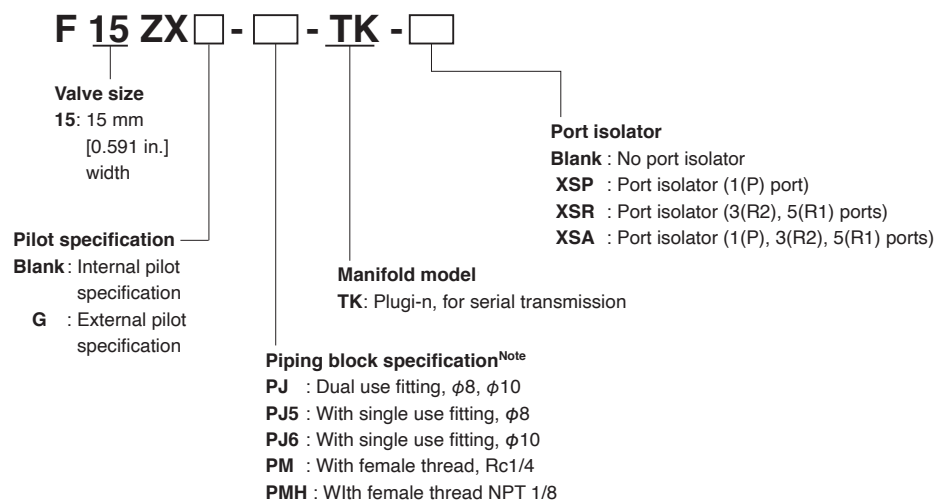 F 15 ZX□ - □ - TK - □
Valve size
15: 15 mm
[0.591 in.]
width
Pilot specification
Blank : Internal pilot
specification
G : External pilot
specification
Piping block specificationNote
PJ : Dual use fitting, φ8, φ10
PJ5 : With single use fitting, φ8
PJ6 : With single use fitting, φ10
PM : With female thread, Rc1/4
PMH : WIth female thread NPT 1/8
Manifold model
TK: Plugi-n, for serial transmission
Port isolator
Blank : No port isolator
XSP : Port isolator (1(P) port)
XSR : Port isolator (3(R2), 5(R1) ports)
XSA : Port isolator (1(P), 3(R2), 5(R1) ports)